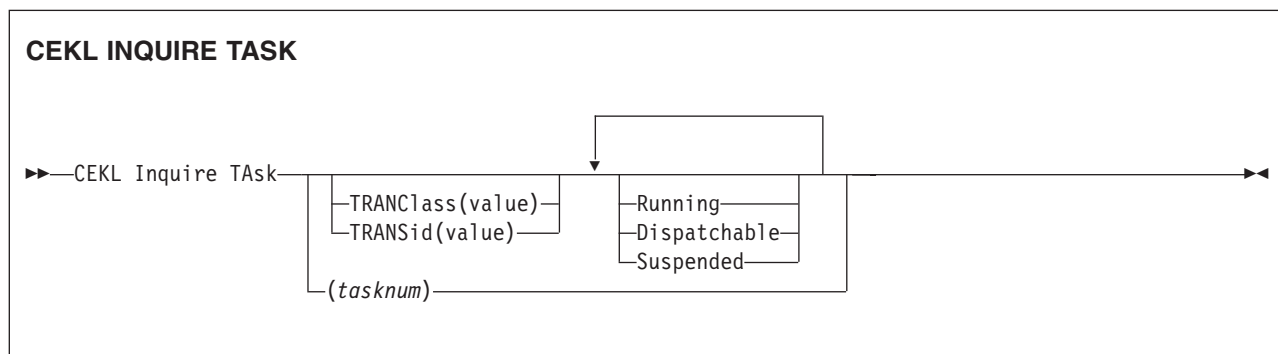 CEKL INQUIRE TASK
CEKL Inquire TAsk
TRANClass(value)
TRANSid(value)
Running
Dispatchable
Suspended
(tasknum)